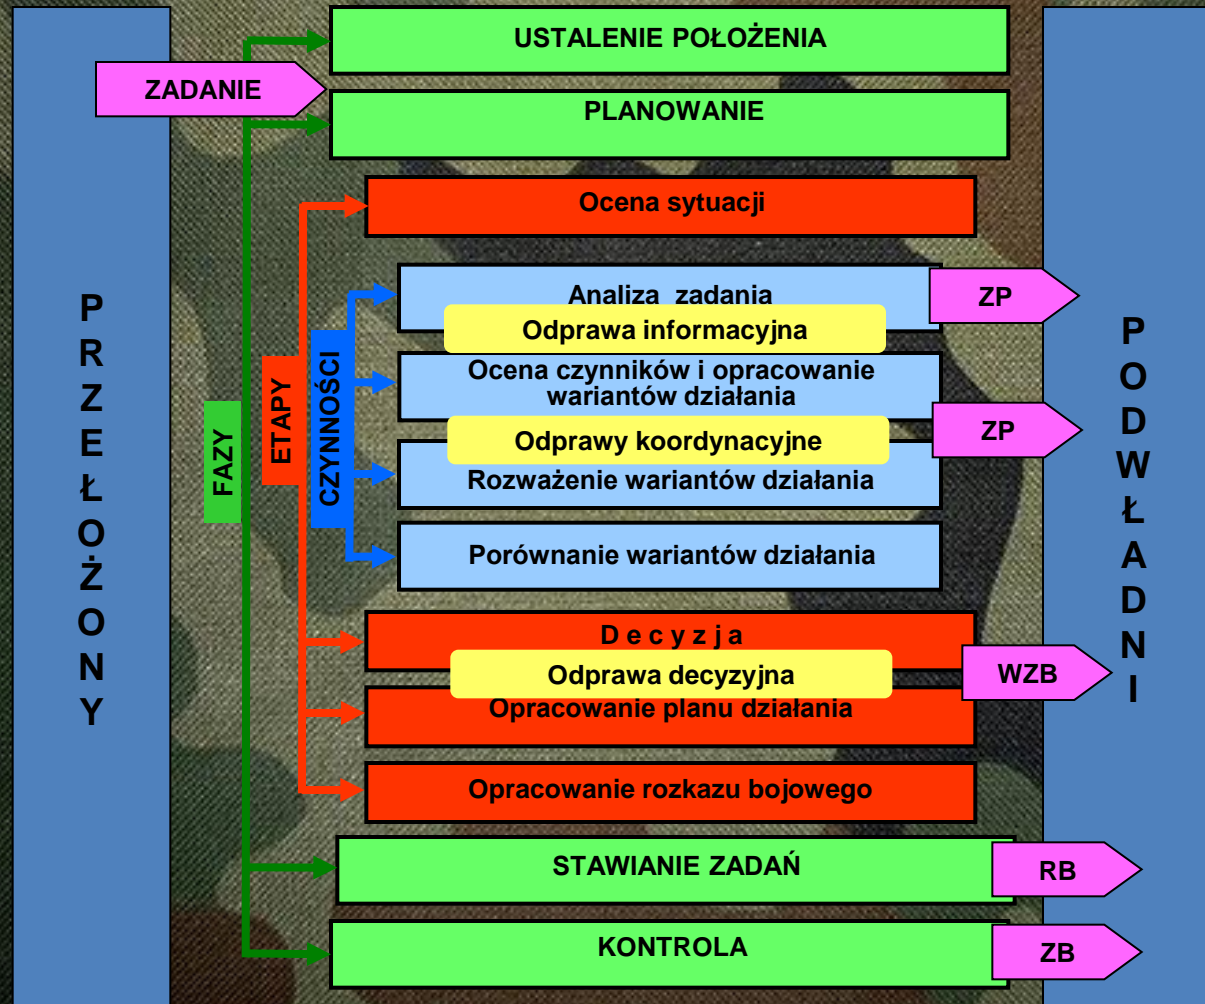 USTALENIE POŁOŻENIA
ZADANIE
PLANOWANIE
Ocena sytuacji
Analiza zadania
ZP
Odprawa informacyjna
Ocena czynników i opracowanie
wariantów działania
Odprawy koordynacyjne
ZP
Rozważenie wariantów działania
Porównanie wariantów działania
D e c y z j a
Odprawa decyzyjna
WZB
Opracowanie planu działania
Opracowanie rozkazu bojowego
STAWIANIE ZADAŃ
RB
KONTROLA
ZB
PRZEŁOŻONY
FAZY
ETAPY
CZYNNOŚCI
PODWŁADNI